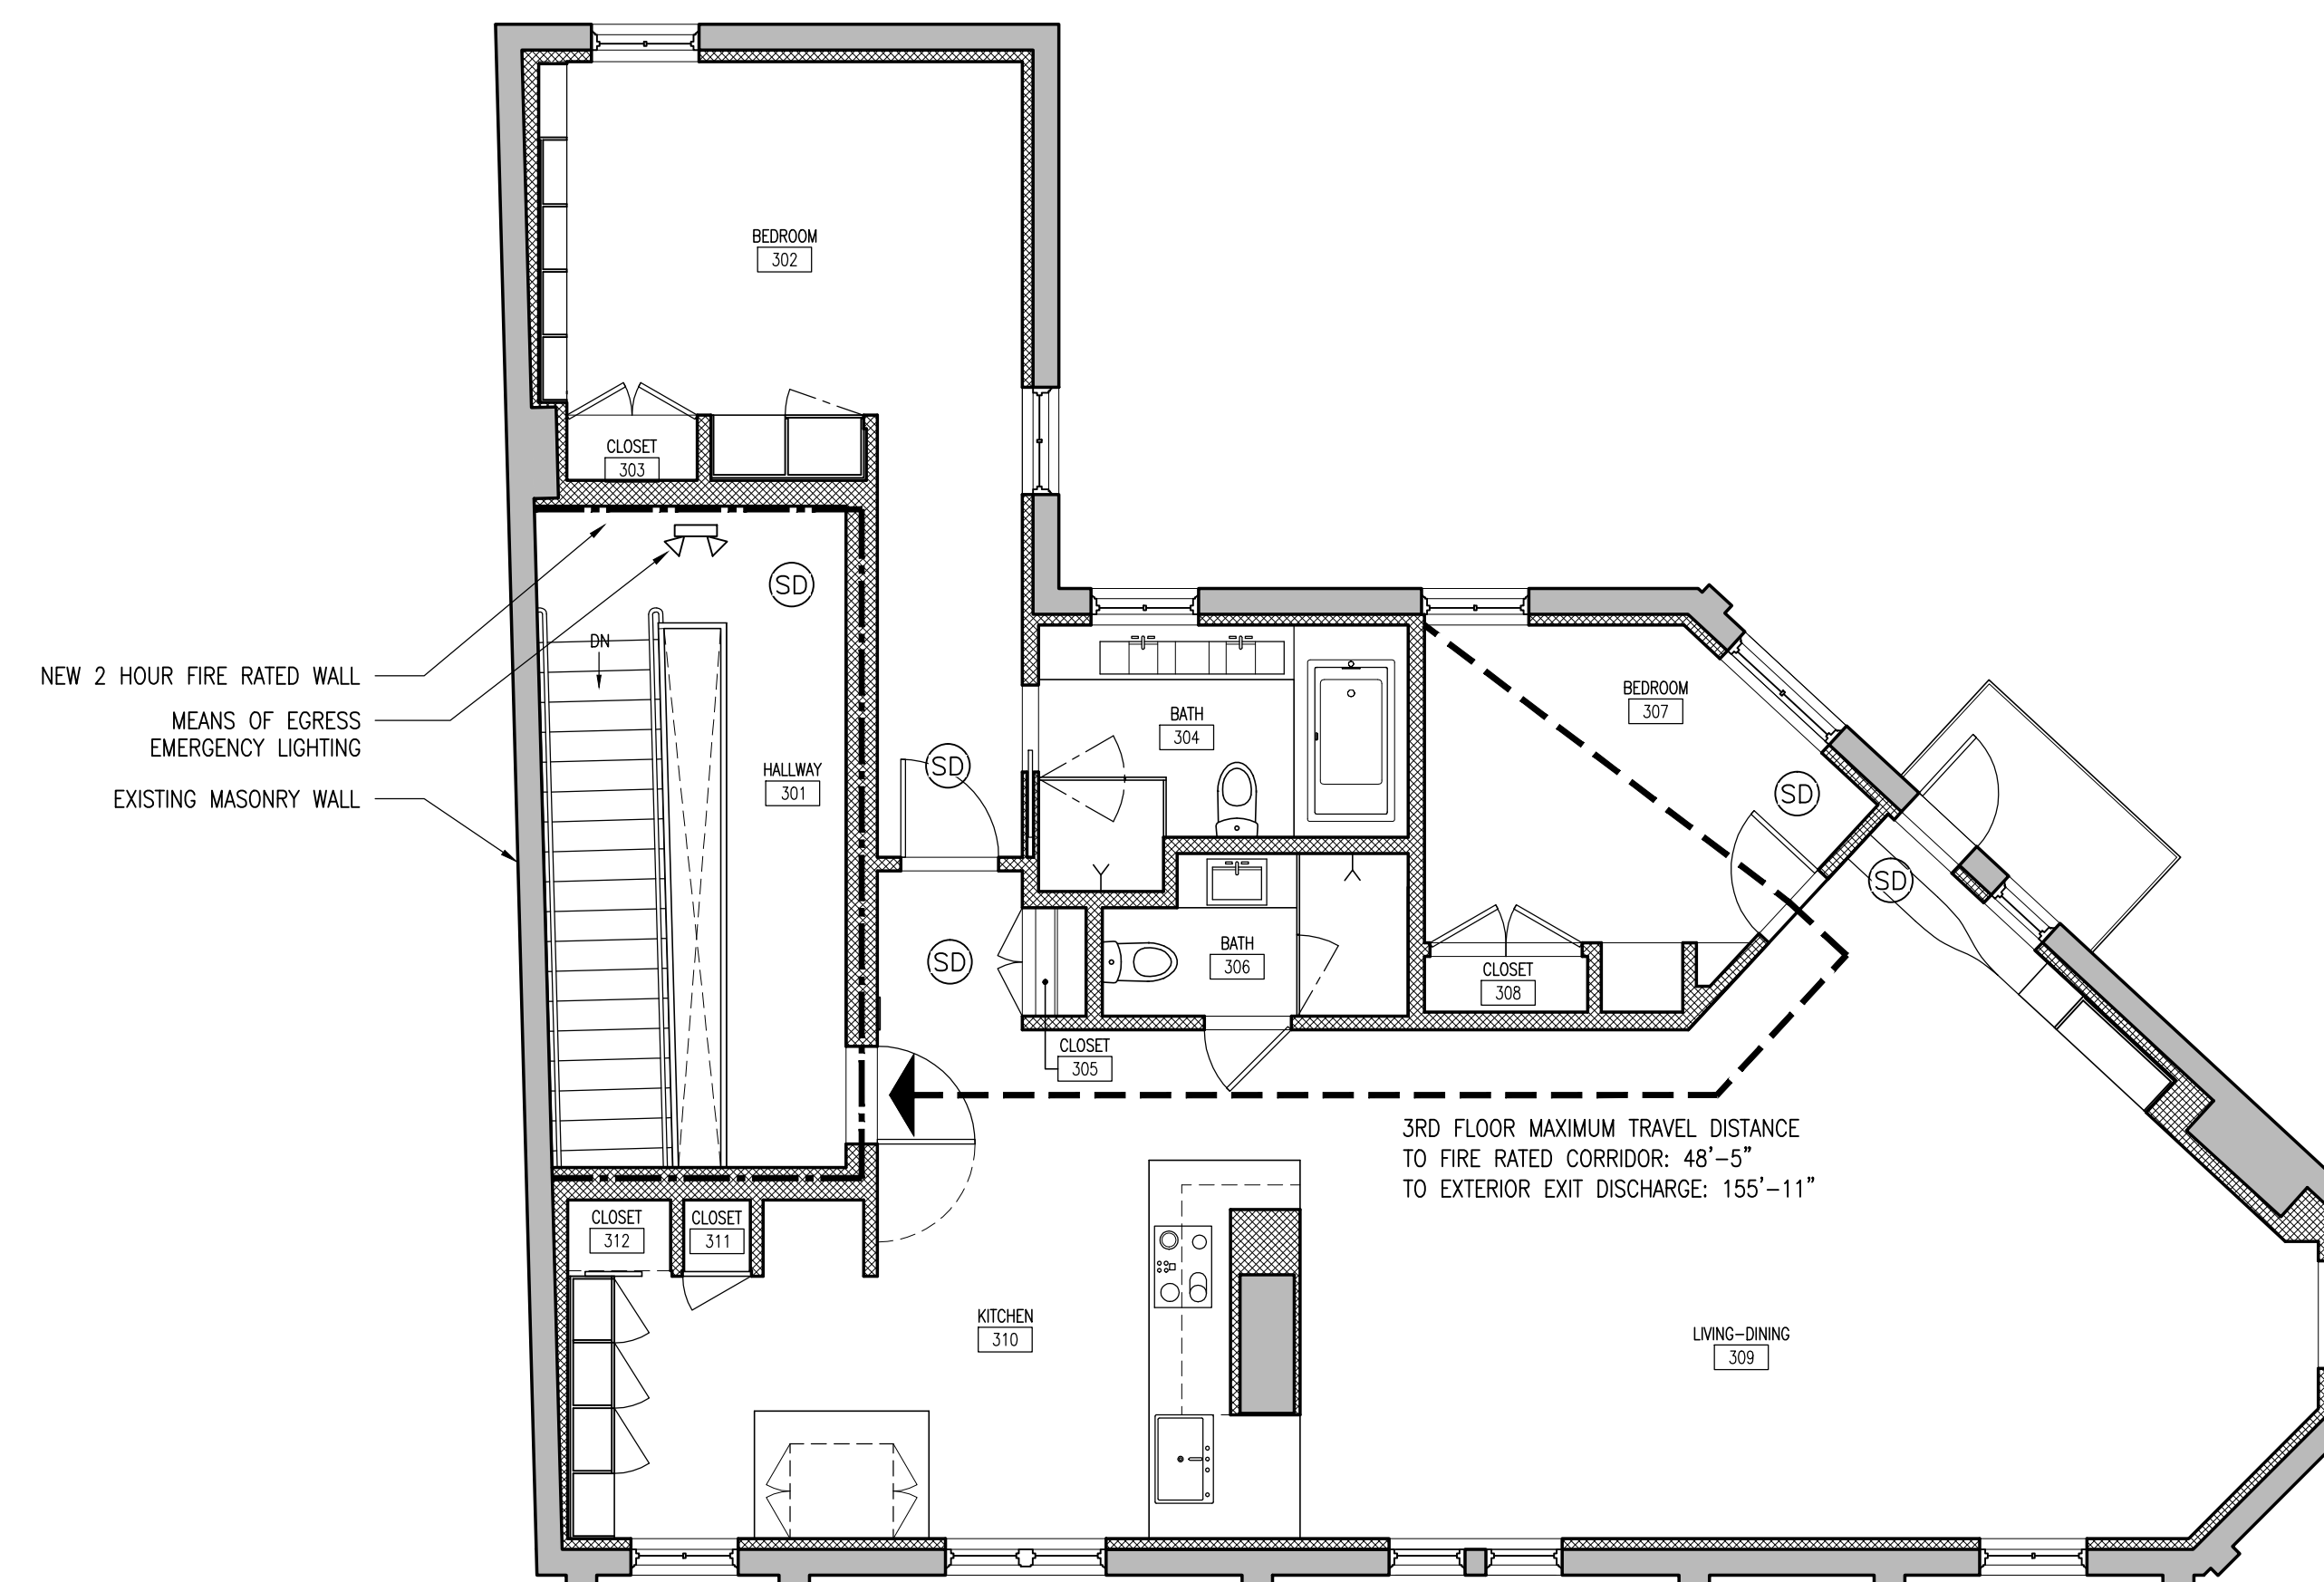 BEDROOM
302
CLOSET
303
SD
DN
NEW 2 HOUR FIRE RATED WALL
MEANS OF EGRESS
EMERGENCY LIGHTING
EXISTING MASONRY WALL
HALLWAY
301
SD
BATH
304
BEDROOM
307
SD
SD
SD
BATH
306
CLOSET
308
CLOSET
305
3RD FLOOR MAXIMUM TRAVEL DISTANCE
TO FIRE RATED CORRIDOR: 48'-5"
TO EXTERIOR EXIT DISCHARGE: 155'-11"
CLOSET
312
CLOSET
311
KITCHEN
310
LIVING-DINING
309